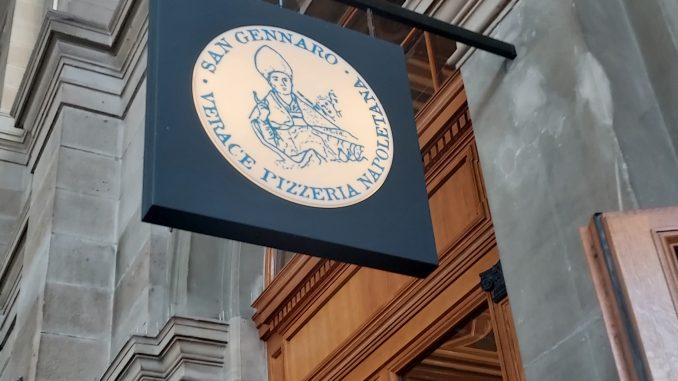 · SAN GENNARO ·
VERACE PIZZERIA NAPOLETANA